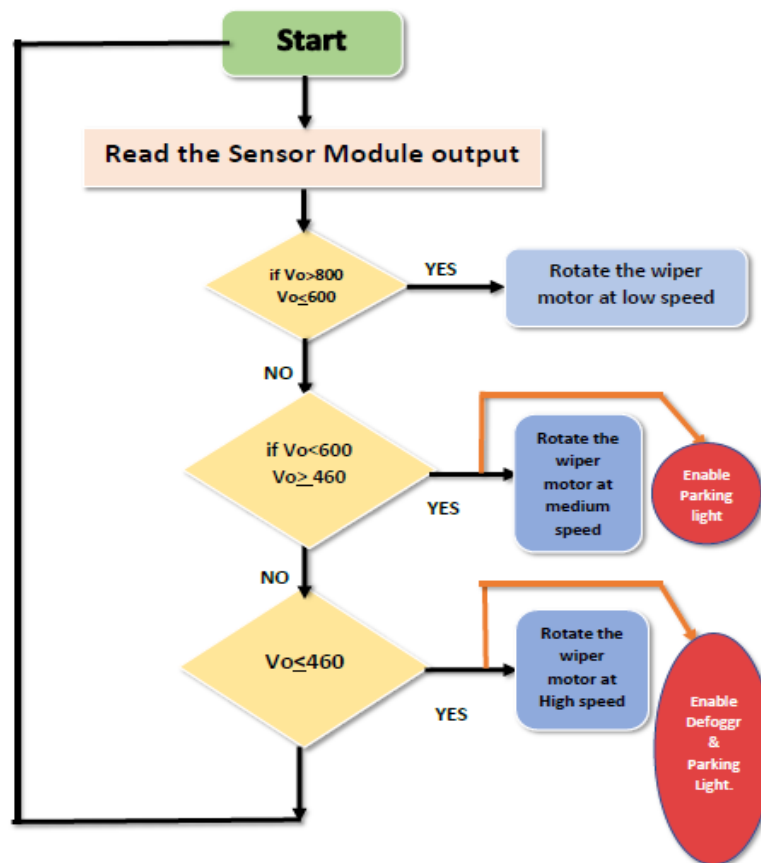 Start
Read the Sensor Module output
if Vo>800
Vo≤600
YES
Rotate the wiper
motor at low speed
NO
if Vo<600
Vo≥ 460
YES
Rotate the
wiper
motor at
medium
speed
Enable
Parking
light
NO
Vo≤460
YES
Rotate the
wiper
motor at
High speed
Enable
Defoggr
&
Parking
Light.